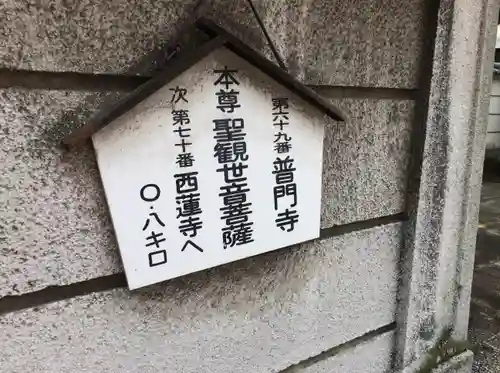 第六十九番 普門寺
本尊 聖観世音菩薩
次 第七十番 西蓮寺へ
〇.八キロ